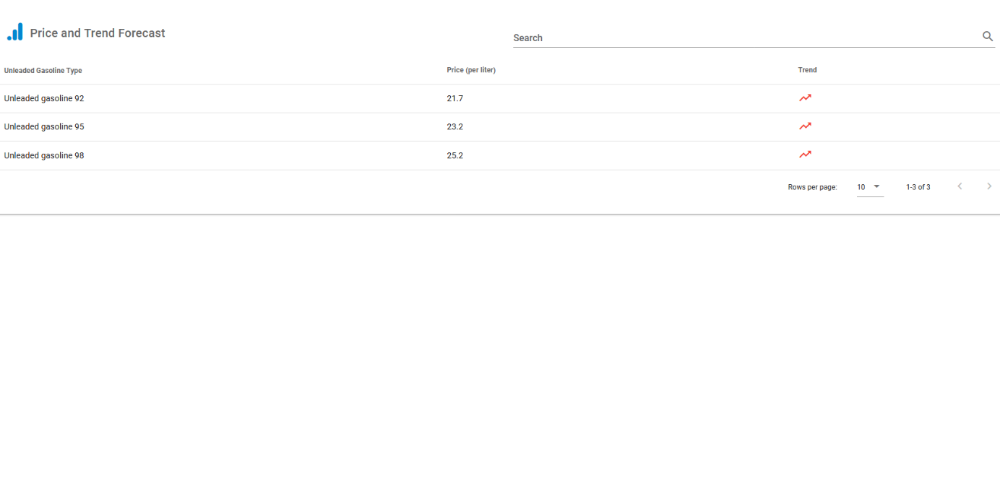 Price and Trend Forecast
Search
Unleaded Gasoline Type Price (per liter) Trend
Unleaded gasoline 92 21.7
Unleaded gasoline 95 23.2
Unleaded gasoline 98 25.2
Rows per page: 10 1-3 of 3